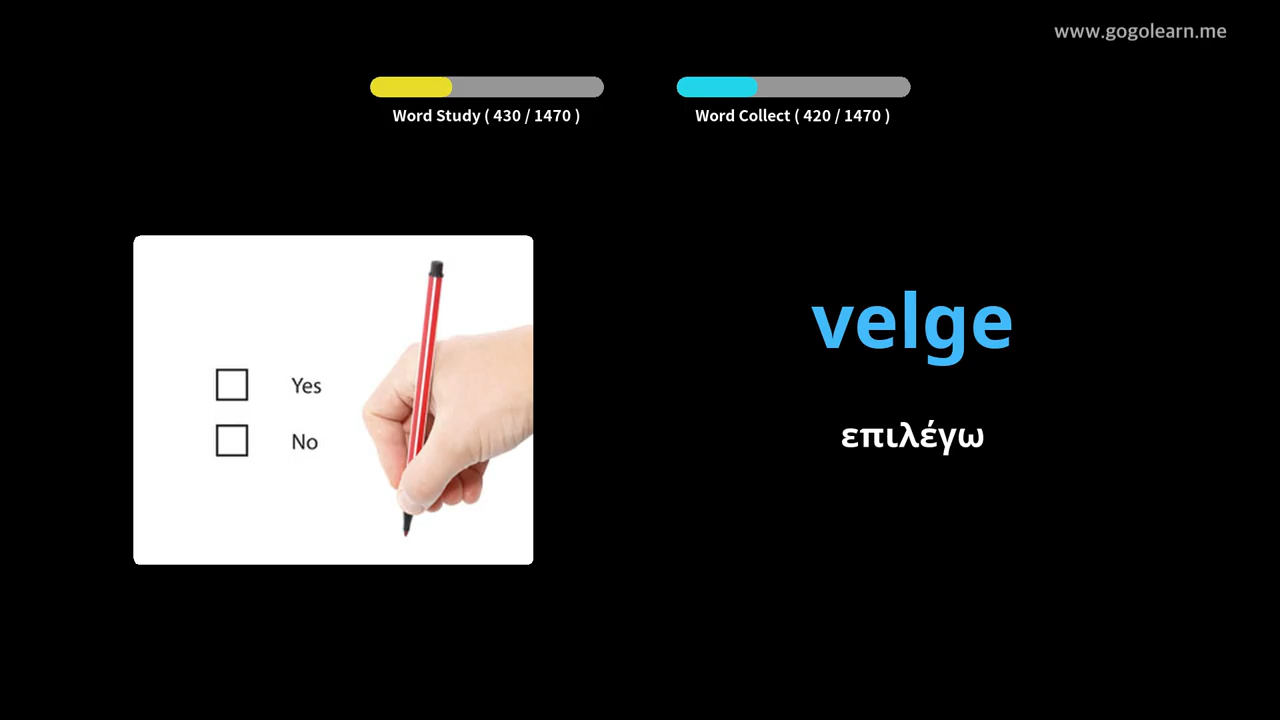 www.gogolearn.me
Word Study ( 430 / 1470 )
Word Collect ( 420 / 1470 )
Yes
No
velge
επιλέγω